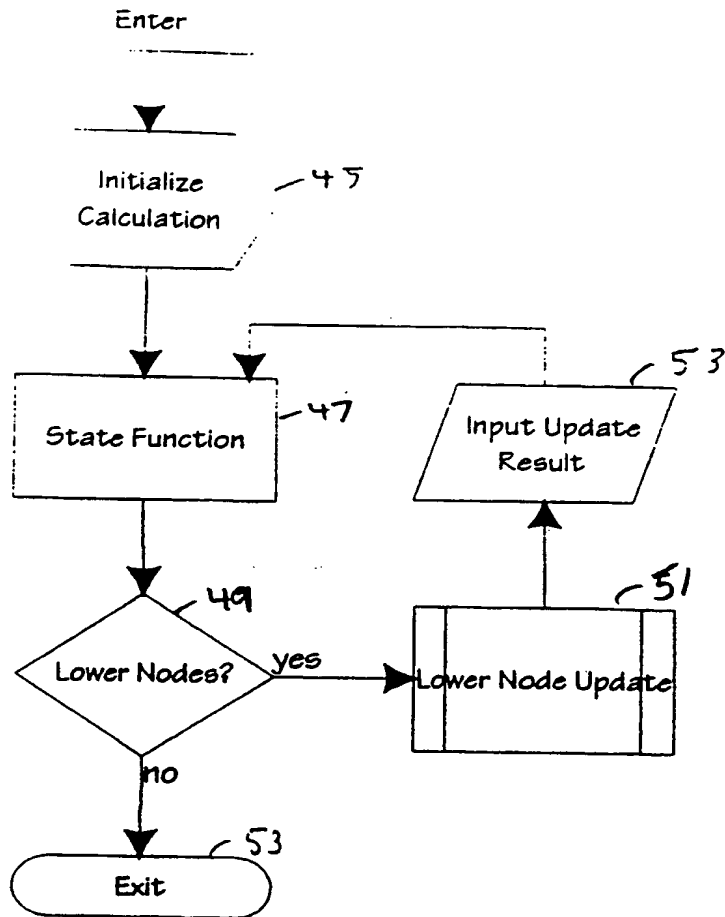 Enter
Initialize
Calculation
45
State Function
47
53
Input Update
Result
49
Lower Nodes?
yes
51
Lower Node Update
no
53
Exit